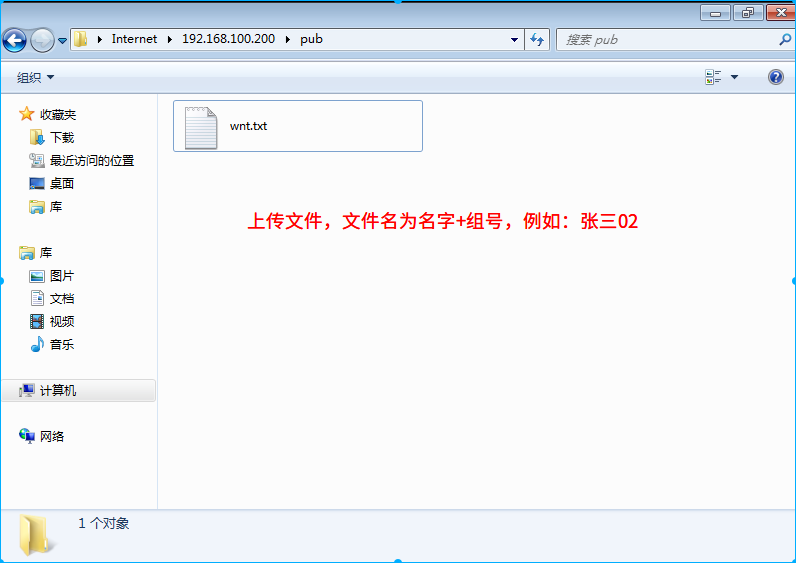 Internet 192.168.100.200 pub
搜索 pub
组织
收藏夹
下载
最近访问的位置
桌面
库
库
图片
文档
视频
音乐
计算机
网络
wnt.txt
上传文件，文件名为名字+组号，例如：张三02
1 个对象